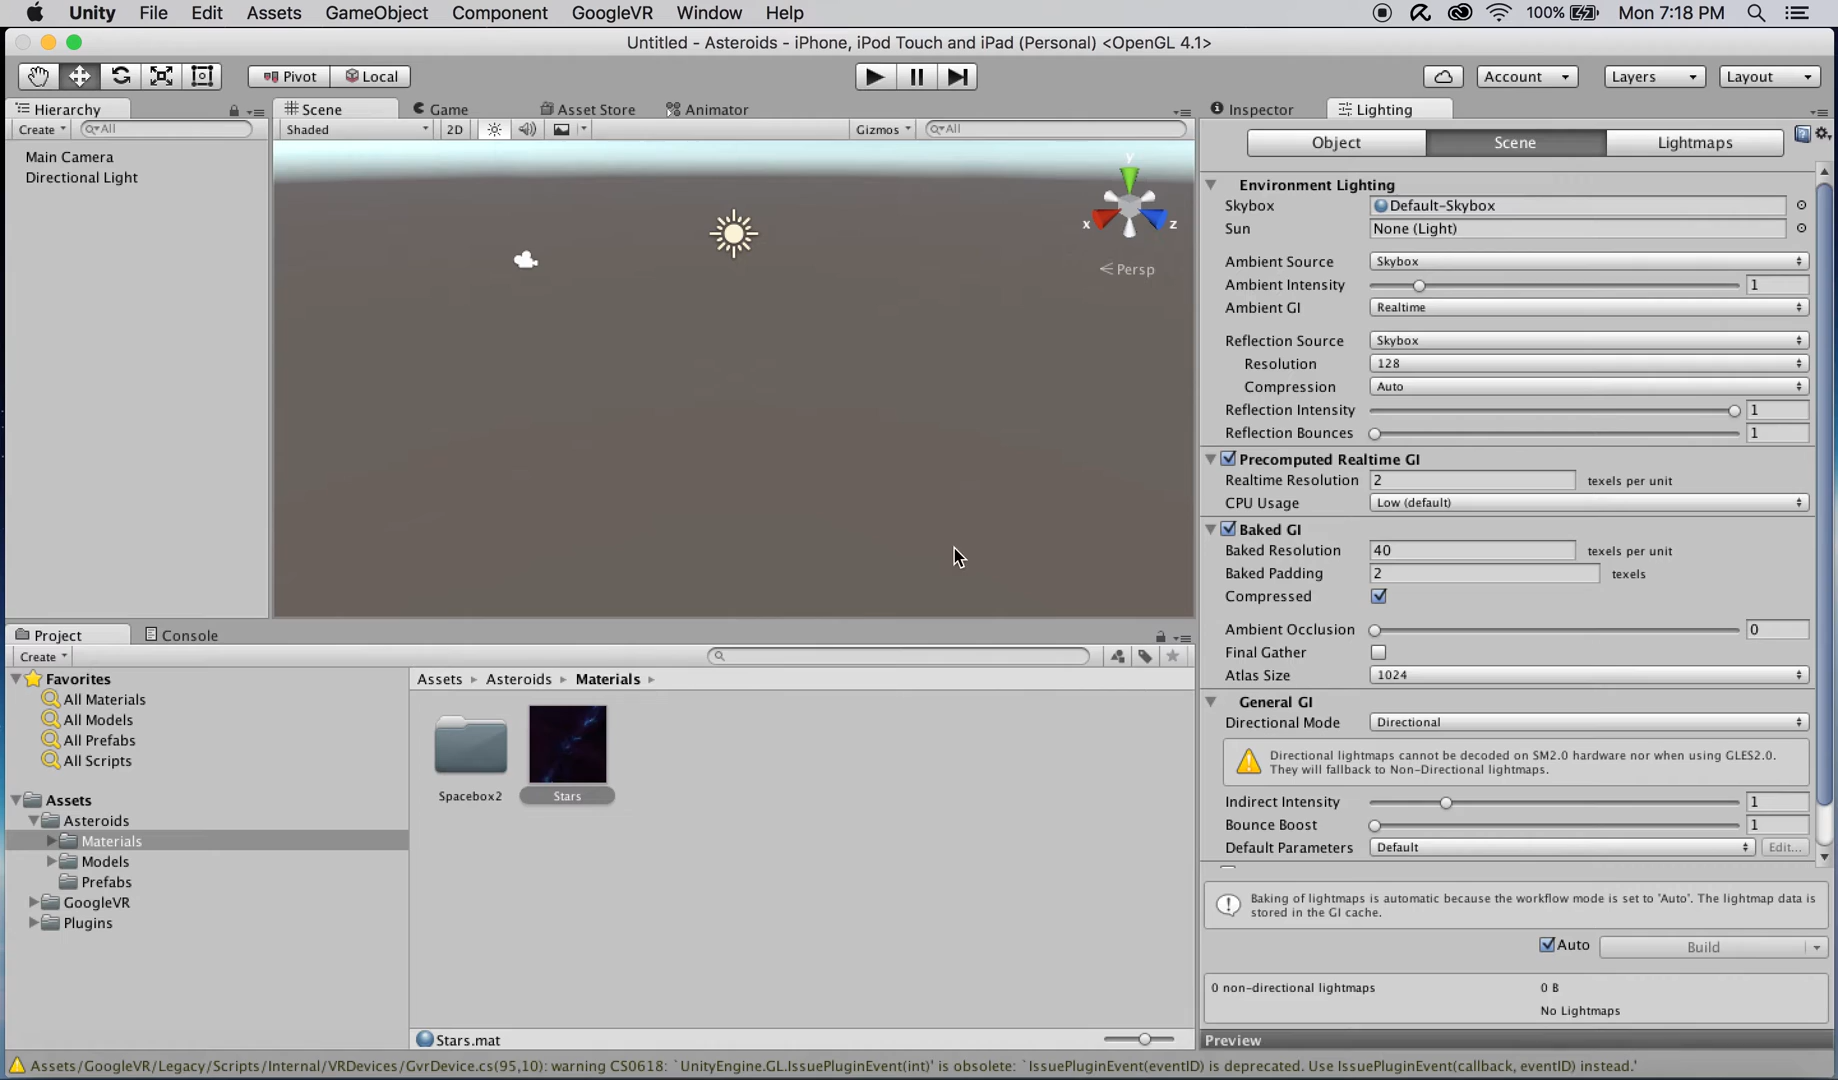 Unity File Edit Assets GameObject Component GoogleVR Window Help 100% Mon 7:18 PM
Untitled - Asteroids - iPhone, iPod Touch and iPad (Personal) <OpenGL 4.1>
Pivot Local Account Layers Layout
Hierarchy Scene Game Asset Store Animator Inspector Lighting
Create All Shaded 2D Gizmos All
Object Scene Lightmaps
Main Camera
Directional Light
y
x z
Persp
Environment Lighting
Skybox Default-Skybox
Sun None (Light)
Ambient Source Skybox
Ambient Intensity 1
Ambient GI Realtime
Reflection Source Skybox
Resolution 128
Compression Auto
Reflection Intensity 1
Reflection Bounces 1
Precomputed Realtime GI
Realtime Resolution 2 texels per unit
CPU Usage Low (default)
Baked GI
Baked Resolution 40 texels per unit
Baked Padding 2 texels
Compressed
Ambient Occlusion 0
Final Gather
Atlas Size 1024
General GI
Directional Mode Directional
Directional lightmaps cannot be decoded on SM2.0 hardware nor when using GLES2.0.
They will fallback to Non-Directional lightmaps.
Indirect Intensity 1
Bounce Boost 1
Default Parameters Default Edit...
Baking of lightmaps is automatic because the workflow mode is set to 'Auto'. The lightmap data is
stored in the GI cache.
Auto Build
0 non-directional lightmaps 0 B
No Lightmaps
Preview
Project Console
Create
Favorites
All Materials
All Models
All Prefabs
All Scripts
Assets
Asteroids
Materials
Models
Prefabs
GoogleVR
Plugins
Assets Asteroids Materials
Spacebox2 Stars
Stars.mat
Assets/GoogleVR/Legacy/Scripts/Internal/VRDevices/GvrDevice.cs(95,10): warning CS0618: `UnityEngine.GL.IssuePluginEvent(int)' is obsolete: `IssuePluginEvent(eventID) is deprecated. Use IssuePluginEvent(callback, eventID) instead.'